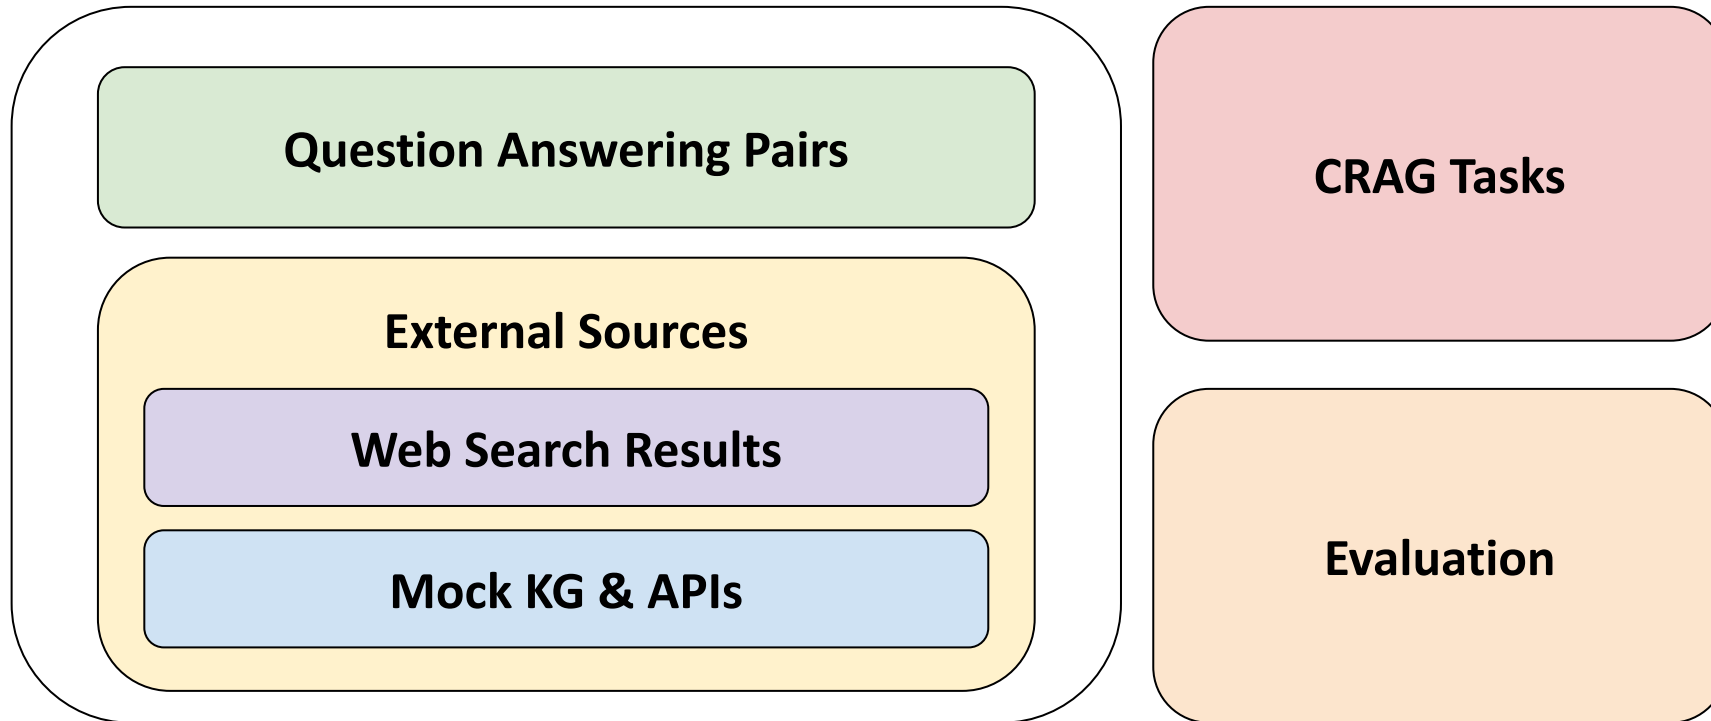 Question Answering Pairs
External Sources
Web Search Results
Mock KG & APIs
CRAG Tasks
Evaluation